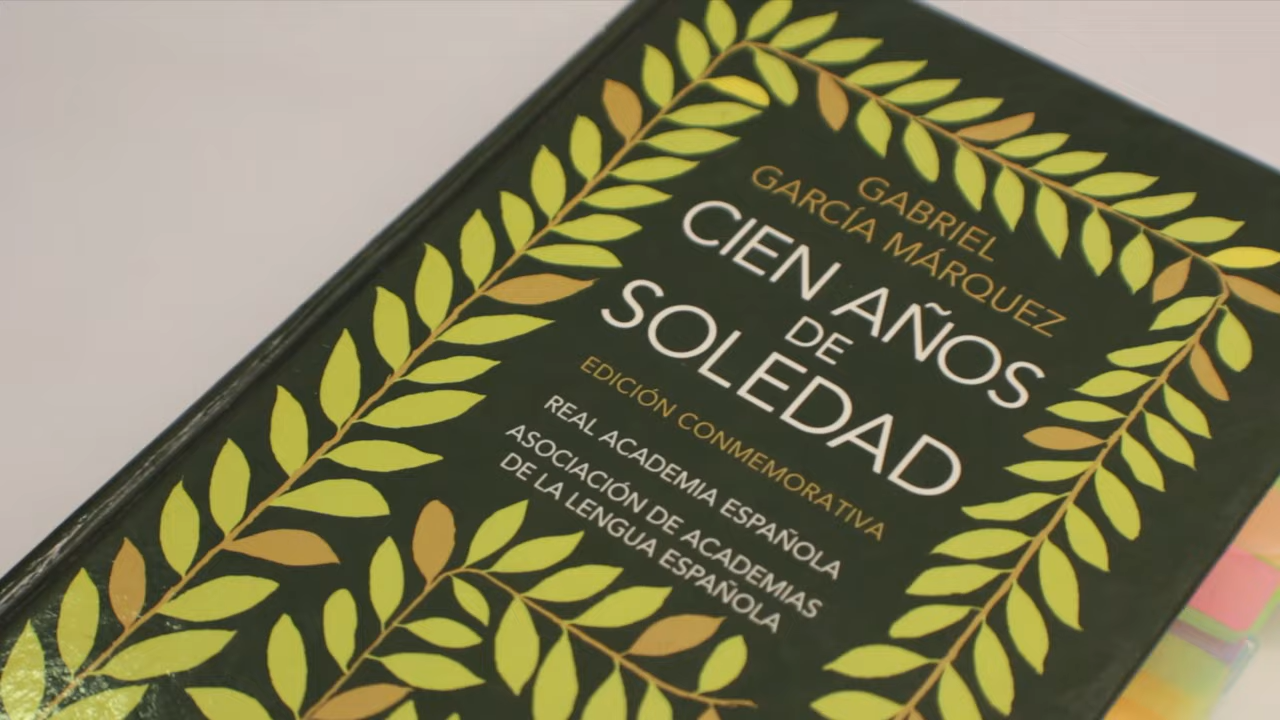 GABRIEL
GARCÍA MÁRQUEZ
CIEN AÑOS
DE
SOLEDAD
EDICIÓN CONMEMORATIVA
REAL ACADEMIA ESPAÑOLA
ASOCIACIÓN DE ACADEMIAS
DE LA LENGUA ESPAÑOLA